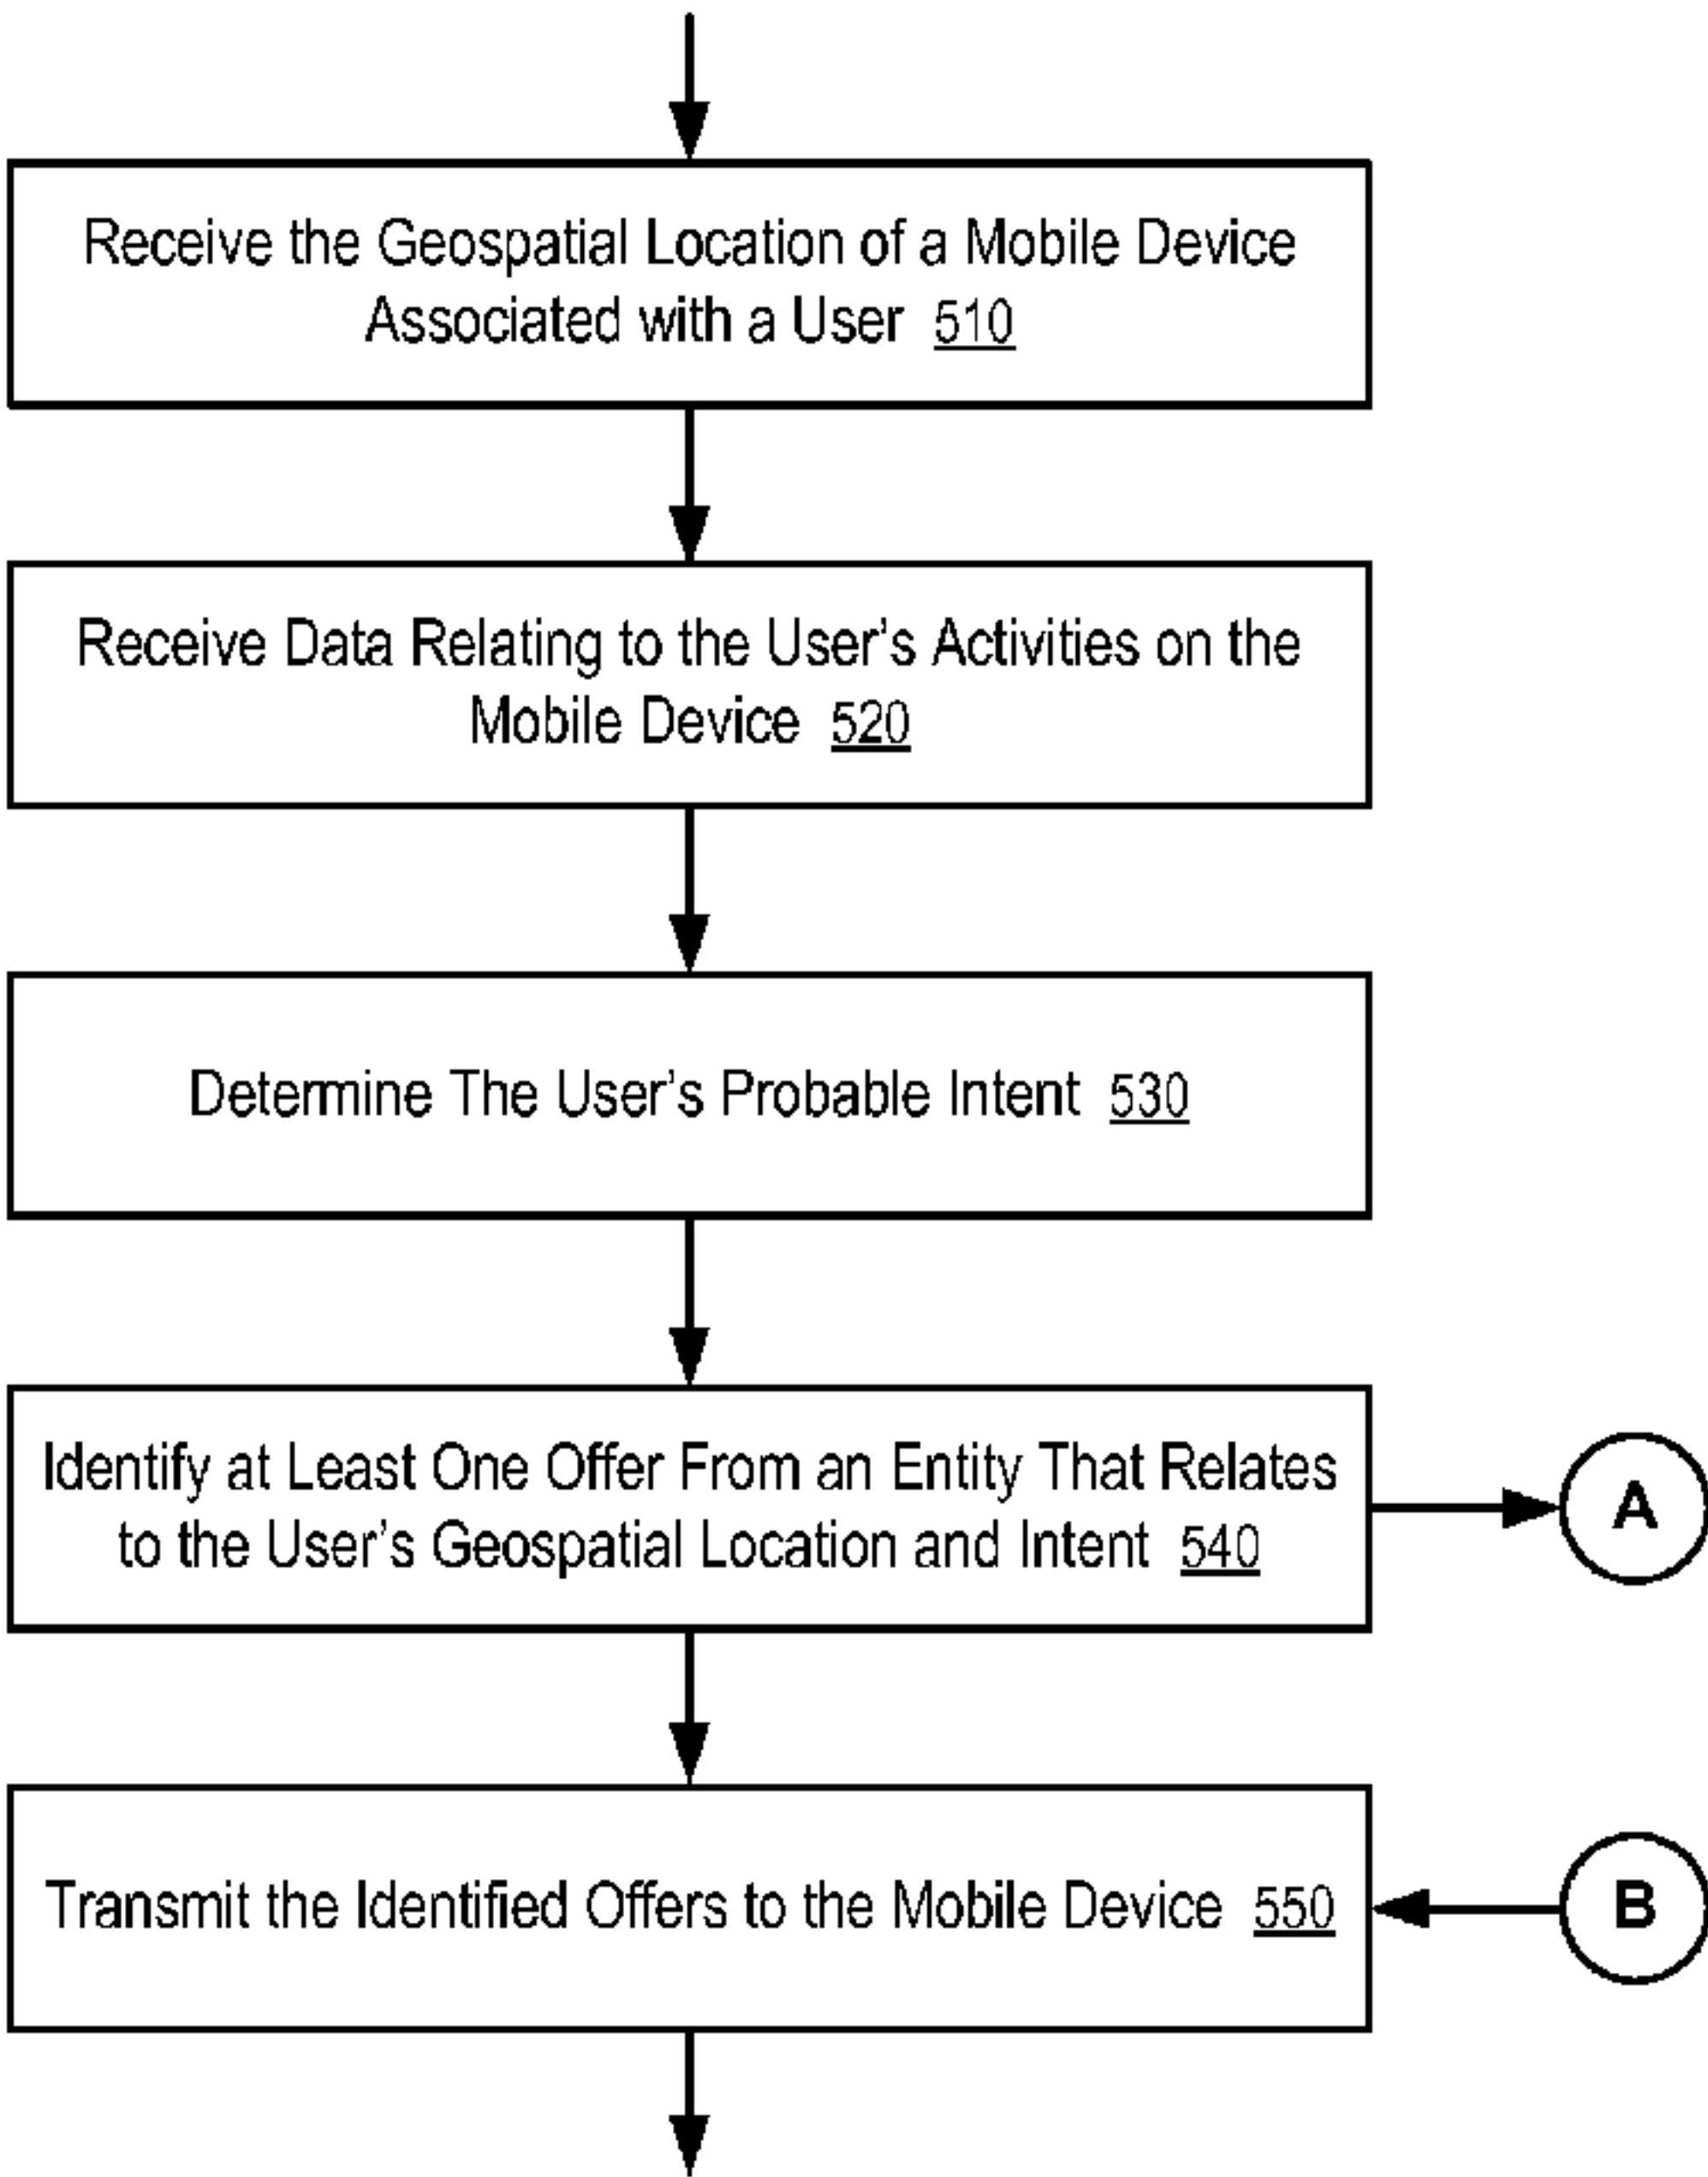 Receive the Geospatial Location of a Mobile Device
Associated with a User 510
Receive Data Relating to the User's Activities on the
Mobile Device 520
Determine The User's Probable Intent 530
Identify at Least One Offer From an Entity That Relates
to the User's Geospatial Location and Intent 540
A
Transmit the Identified Offers to the Mobile Device 550
B